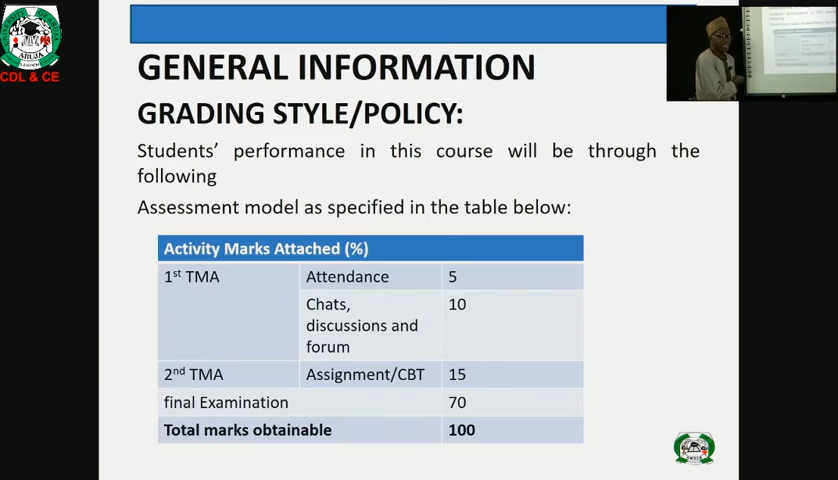 CDL & CE
GENERAL INFORMATION
GRADING STYLE/POLICY:
Students’ performance in this course will be through the
following
Assessment model as specified in the table below:
Activity Marks Attached (%)
1st TMA Attendance 5
Chats, 10
discussions and
forum
2nd TMA Assignment/CBT 15
final Examination 70
Total marks obtainable 100